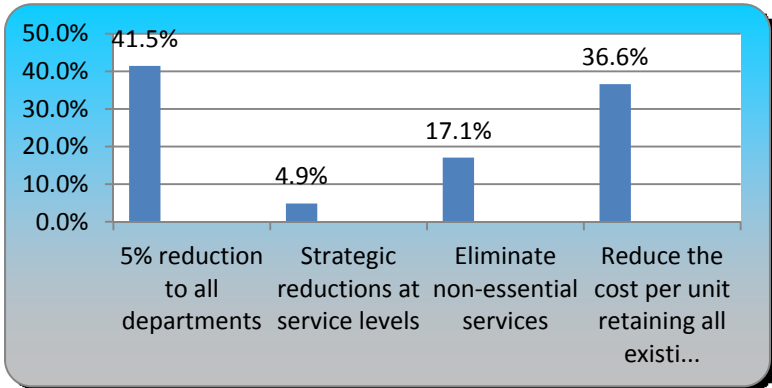 50.0%
40.0%
30.0%
20.0%
10.0%
0.0%
41.5%
4.9%
17.1%
36.6%
5% reduction
to all
departments
Strategic
reductions at
service levels
Eliminate
non-essential
services
Reduce the
cost per unit
retaining all
existi...